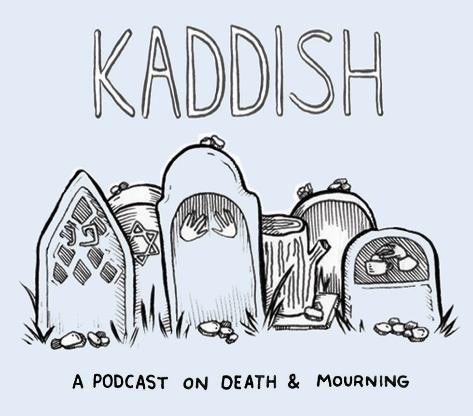 KADDISH
A PODCAST ON DEATH & MOURNING